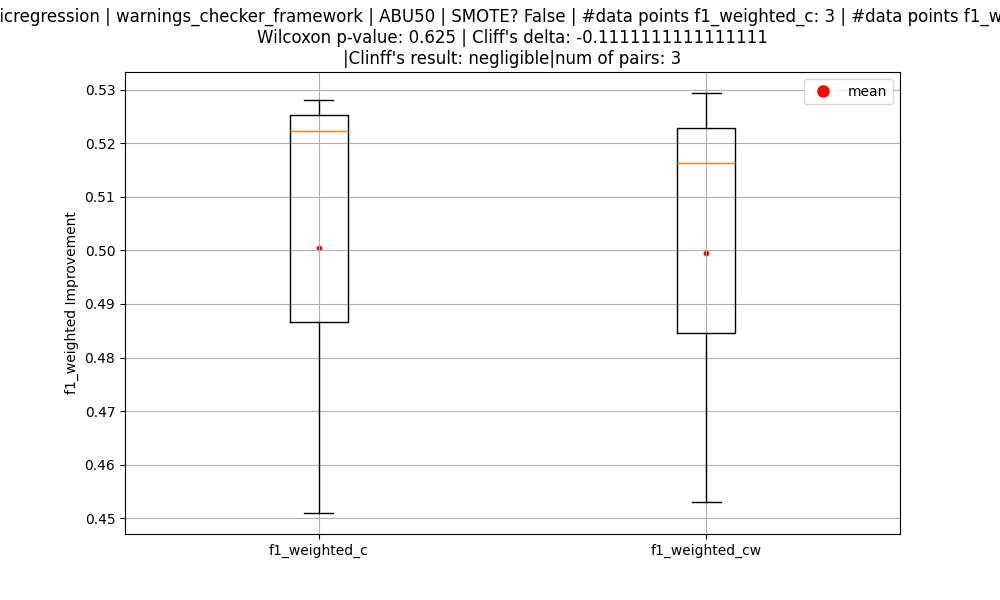 icregression | warnings_checker_framework | ABU50 | SMOTE? False | #data points f1_weighted_c: 3 | #data points f1_w
Wilcoxon p-value: 0.625 | Cliff's delta: -0.1111111111111111
|Clinff's result: negligible|num of pairs: 3
mean
0.53
0.52
0.51
0.50
0.49
0.48
0.47
0.46
0.45
f1_weighted Improvement
f1_weighted_c
f1_weighted_cw